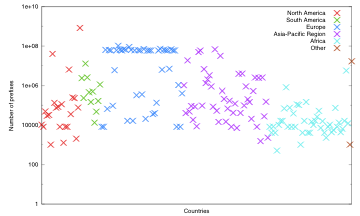 1e+10
North America
South America
Europe
Asia-Pacific Region
Africa
Other
1e+08
1e+06
10000
100
1
Number of prefixes
Countries